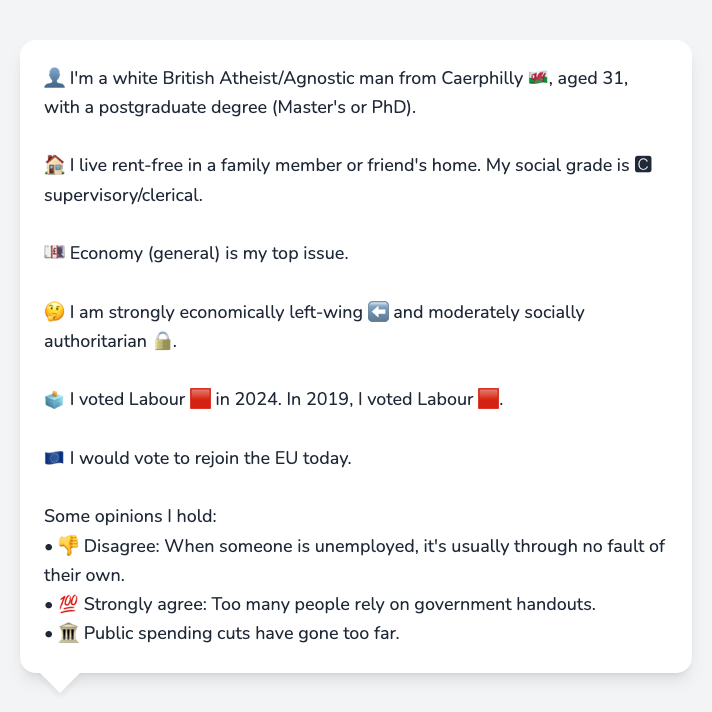 👤 I'm a white British Atheist/Agnostic man from Caerphilly 🏴󠁧󠁢󠁷󠁬󠁳󠁿, aged 31,
with a postgraduate degree (Master's or PhD).
🏠 I live rent-free in a family member or friend's home. My social grade is 🅲
supervisory/clerical.
💷 Economy (general) is my top issue.
🤔 I am strongly economically left-wing ⬅️ and moderately socially
authoritarian 🔒.
🗳️ I voted Labour 🟥 in 2024. In 2019, I voted Labour 🟥.
🇪🇺 I would vote to rejoin the EU today.
Some opinions I hold:
• 👎 Disagree: When someone is unemployed, it's usually through no fault of
their own.
• 💯 Strongly agree: Too many people rely on government handouts.
• 🏛️ Public spending cuts have gone too far.